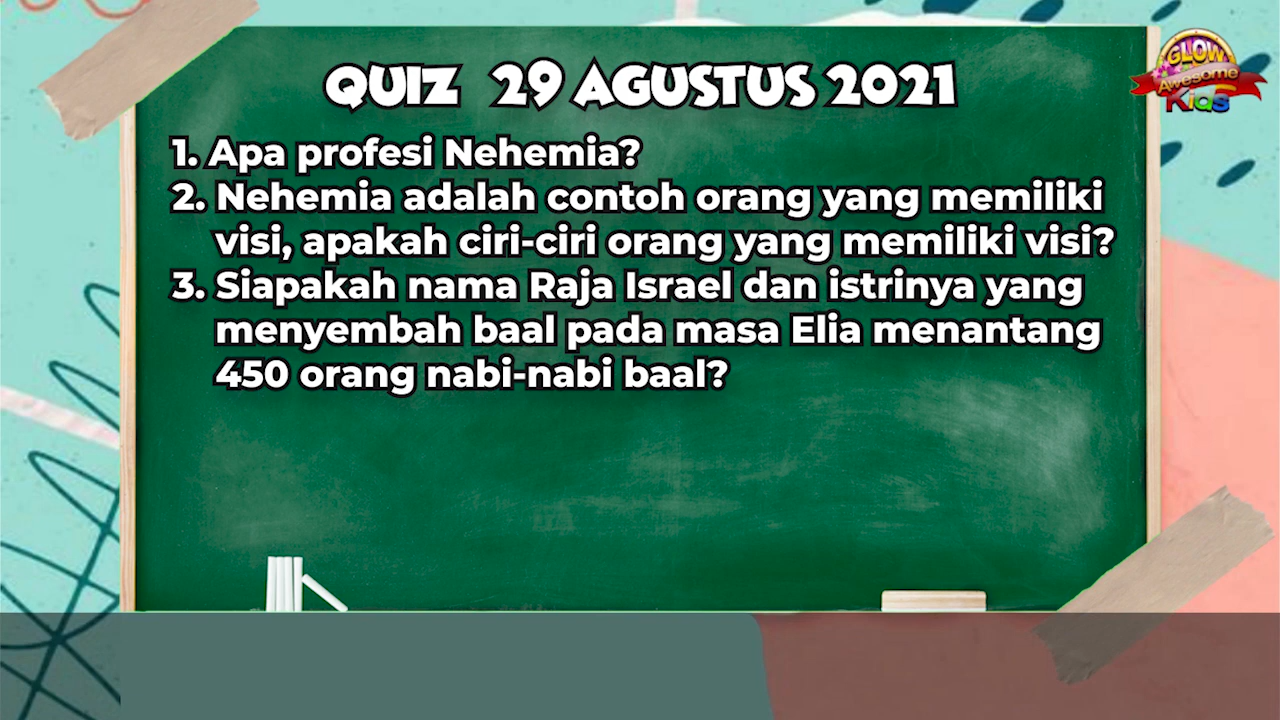 QUIZ 29 AGUSTUS 2021
GLOW
Awesome
Kids
1. Apa profesi Nehemia?
2. Nehemia adalah contoh orang yang memiliki
visi, apakah ciri-ciri orang yang memiliki visi?
3. Siapakah nama Raja Israel dan istrinya yang
menyembah baal pada masa Elia menantang
450 orang nabi-nabi baal?